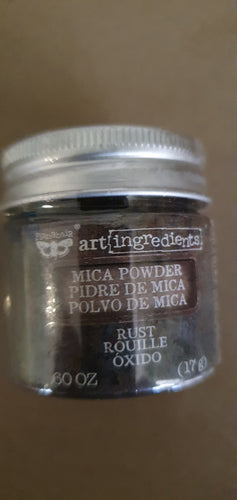 art[ingredients]
MICA POWDER
PIDRE DE MICA
POLVO DE MICA
RUST
ROUILLE
ÓXIDO
.60 OZ (17 g)